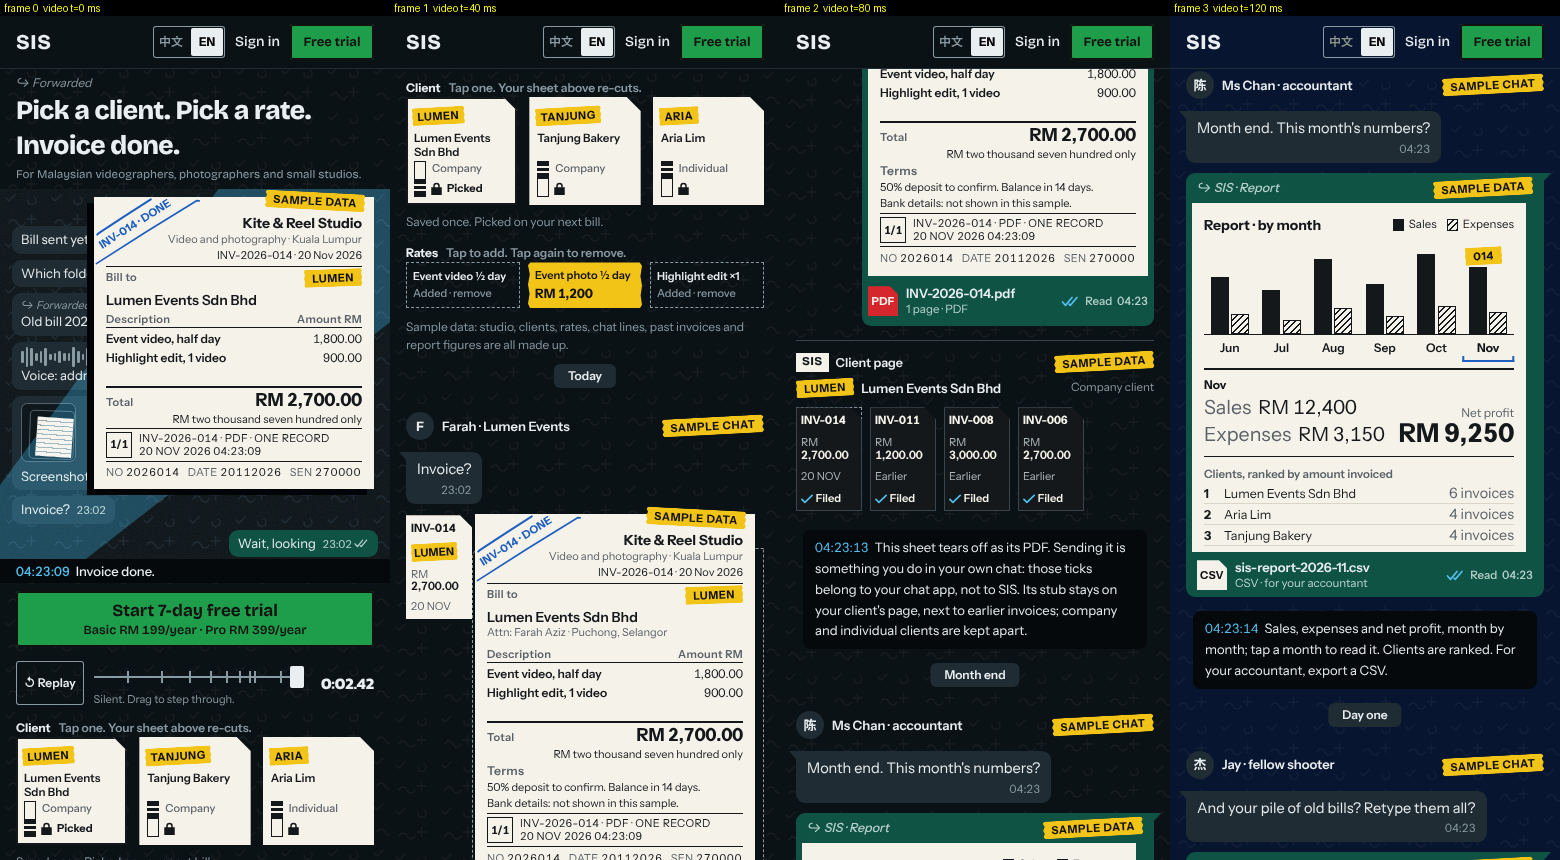 frame 0 video t=0 ms
SIS
中文 EN Sign in Free trial
↪ Forwarded
Pick a client. Pick a rate.
Invoice done.
For Malaysian videographers, photographers and small studios.
SAMPLE DATA
INV-014 · DONE
Kite & Reel Studio
Video and photography · Kuala Lumpur
INV-2026-014 · 20 Nov 2026
Bill sent yet
Which fold
↪ Forwarded
Old bill 202
Voice: addr
Screenshot
Invoice? 23:02
Bill to LUMEN
Lumen Events Sdn Bhd
Description Amount RM
Event video, half day 1,800.00
Highlight edit, 1 video 900.00
Total RM 2,700.00
RM two thousand seven hundred only
1/1 INV-2026-014 · PDF · ONE RECORD
20 NOV 2026 04:23:09
NO 2026014 DATE 20112026 SEN 270000
Wait, looking 23:02
04:23:09 Invoice done.
Start 7-day free trial
Basic RM 199/year · Pro RM 399/year
Replay
0:02.42
Silent. Drag to step through.
Client Tap one. Your sheet above re-cuts.
LUMEN TANJUNG ARIA
Lumen Events Sdn Bhd Tanjung Bakery Aria Lim
Company Company Individual
Picked
frame 1 video t=40 ms
SIS
中文 EN Sign in Free trial
Client Tap one. Your sheet above re-cuts.
LUMEN TANJUNG ARIA
Lumen Events Sdn Bhd Tanjung Bakery Aria Lim
Company Company Individual
Picked
Saved once. Picked on your next bill.
Rates Tap to add. Tap again to remove.
Event video ½ day Event photo ½ day Highlight edit ×1
Added · remove RM 1,200 Added · remove
Sample data: studio, clients, rates, chat lines, past invoices and
report figures are all made up.
Today
F Farah · Lumen Events SAMPLE CHAT
Invoice?
23:02
INV-014
LUMEN
RM
2,700.00
20 NOV
SAMPLE DATA
INV-014 · DONE
Kite & Reel Studio
Video and photography · Kuala Lumpur
INV-2026-014 · 20 Nov 2026
Bill to LUMEN
Lumen Events Sdn Bhd
Attn: Farah Aziz · Puchong, Selangor
Description Amount RM
Event video, half day 1,800.00
Highlight edit, 1 video 900.00
Total RM 2,700.00
RM two thousand seven hundred only
Terms
50% deposit to confirm. Balance in 14 days.
Bank details: not shown in this sample.
1/1 INV-2026-014 · PDF · ONE RECORD
20 NOV 2026 04:23:09
NO 2026014 DATE 20112026 SEN 270000
frame 2 video t=80 ms
SIS
中文 EN Sign in Free trial
Event video, half day 1,800.00
Highlight edit, 1 video 900.00
Total RM 2,700.00
RM two thousand seven hundred only
Terms
50% deposit to confirm. Balance in 14 days.
Bank details: not shown in this sample.
1/1 INV-2026-014 · PDF · ONE RECORD
20 NOV 2026 04:23:09
NO 2026014 DATE 20112026 SEN 270000
PDF INV-2026-014.pdf
1 page · PDF
Read 04:23
SIS Client page SAMPLE DATA
LUMEN Lumen Events Sdn Bhd Company client
INV-014 INV-011 INV-008 INV-006
RM RM RM RM
2,700.00 1,200.00 3,000.00 2,700.00
20 NOV Earlier Earlier Earlier
Filed Filed Filed Filed
04:23:13 This sheet tears off as its PDF. Sending it is
something you do in your own chat: those ticks
belong to your chat app, not to SIS. Its stub stays on
your client's page, next to earlier invoices; company
and individual clients are kept apart.
Month end
陈 Ms Chan · accountant SAMPLE CHAT
Month end. This month's numbers?
04:23
↪ SIS · Report SAMPLE DATA
frame 3 video t=120 ms
SIS
中文 EN Sign in Free trial
陈 Ms Chan · accountant SAMPLE CHAT
Month end. This month's numbers?
04:23
↪ SIS · Report SAMPLE DATA
Report · by month Sales Expenses
014
Jun Jul Aug Sep Oct Nov
Nov
Sales RM 12,400 Net profit
Expenses RM 3,150 RM 9,250
Clients, ranked by amount invoiced
1 Lumen Events Sdn Bhd 6 invoices
2 Aria Lim 4 invoices
3 Tanjung Bakery 4 invoices
CSV sis-report-2026-11.csv
CSV · for your accountant
Read 04:23
04:23:14 Sales, expenses and net profit, month by
month; tap a month to read it. Clients are ranked. For
your accountant, export a CSV.
Day one
杰 Jay · fellow shooter SAMPLE CHAT
And your pile of old bills? Retype them all?
04:23